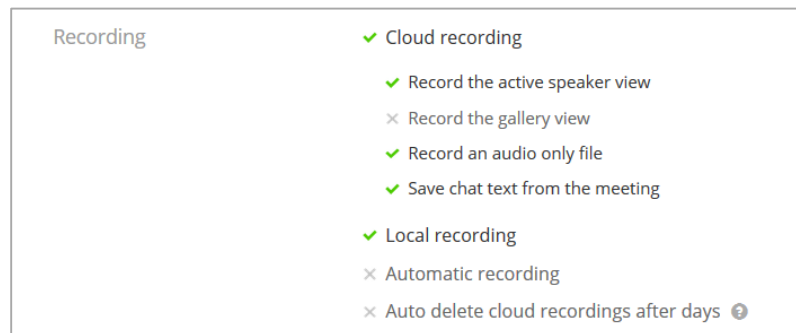 Recording
Cloud recording
Record the active speaker view
Record the gallery view
Record an audio only file
Save chat text from the meeting
Local recording
Automatic recording
Auto delete cloud recordings after days ?